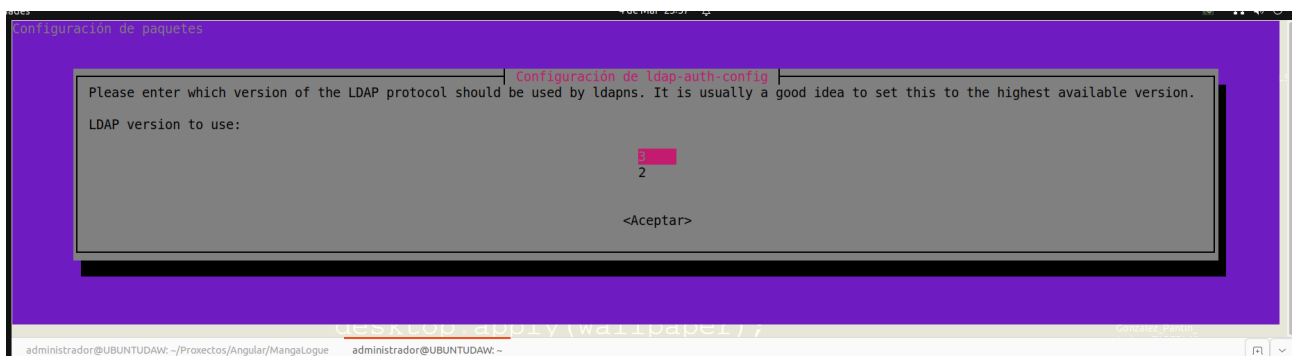 Configuración de paquetes
Configuración de ldap-auth-config
Please enter which version of the LDAP protocol should be used by ldapns. It is usually a good idea to set this to the highest available version.
LDAP version to use:
3
2
<Aceptar>
desktop.apply(wallpaper);
administrador@UBUNTUDAW: ~/Proxectos/Angular/MangaLogue
administrador@UBUNTUDAW: ~